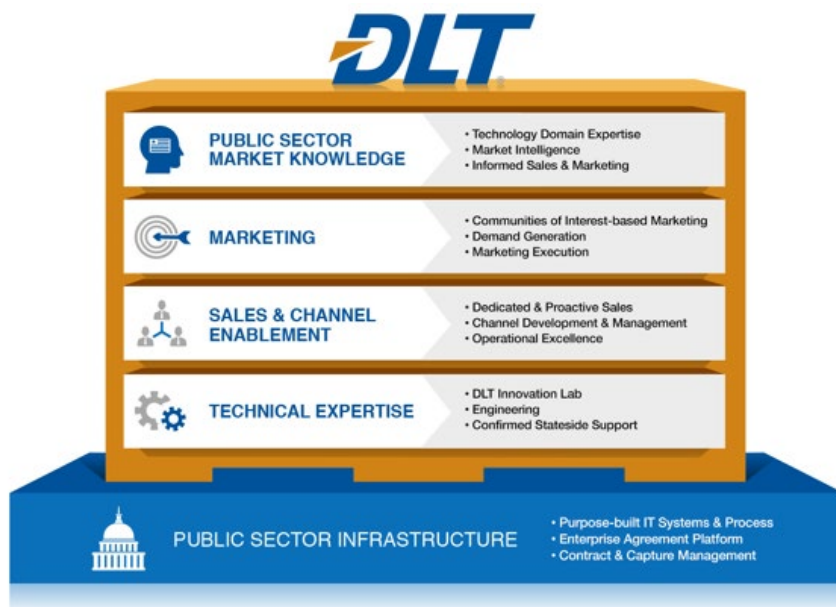 DLT
PUBLIC SECTOR
MARKET KNOWLEDGE
• Technology Domain Expertise
• Market Intelligence
• Informed Sales & Marketing
MARKETING
• Communities of Interest-based Marketing
• Demand Generation
• Marketing Execution
SALES & CHANNEL
ENABLEMENT
• Dedicated & Proactive Sales
• Channel Development & Management
• Operational Excellence
TECHNICAL EXPERTISE
• DLT Innovation Lab
• Engineering
• Confirmed Stateside Support
PUBLIC SECTOR INFRASTRUCTURE
• Purpose-built IT Systems & Process
• Enterprise Agreement Platform
• Contract & Capture Management